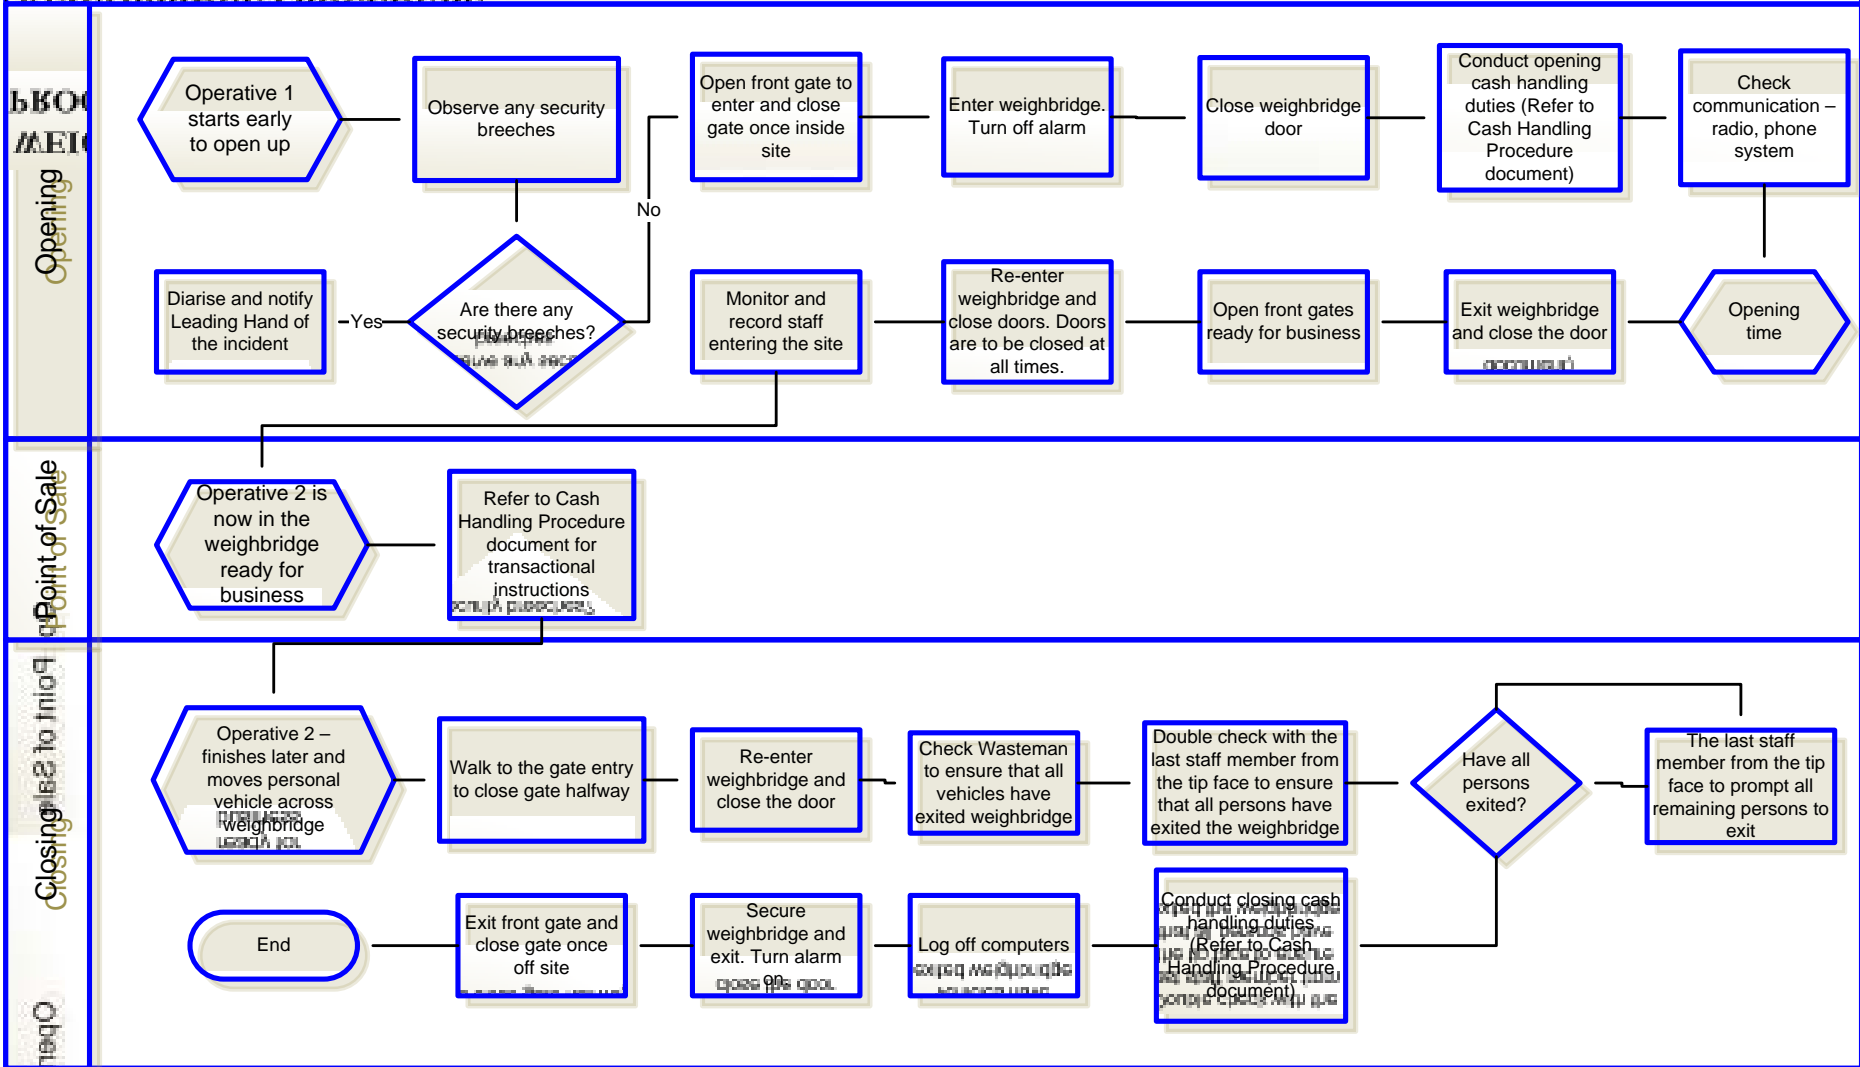 Opening
Operative 1
starts early
to open up
Observe any security
breeches
Open front gate to
enter and close
gate once inside
site
Enter weighbridge.
Turn off alarm
Close weighbridge
door
Conduct opening
cash handling
duties (Refer to
Cash Handling
Procedure
document)
Check
communication –
radio, phone
system
No
Diarise and notify
Leading Hand of
the incident
Yes
Are there any
security breeches?
Monitor and
record staff
entering the site
Re-enter
weighbridge and
close doors. Doors
are to be closed at
all times.
Open front gates
ready for business
Exit weighbridge
and close the door
Opening
time
Point of Sale
Operative 2 is
now in the
weighbridge
ready for
business
Refer to Cash
Handling Procedure
document for
transactional
instructions
Closing
Operative 2 –
finishes later and
moves personal
vehicle across
weighbridge
Walk to the gate entry
to close gate halfway
Re-enter
weighbridge and
close the door
Check Wasteman
to ensure that all
vehicles have
exited weighbridge
Double check with the
last staff member from
the tip face to ensure
that all persons have
exited the weighbridge
Have all
persons
exited?
The last staff
member from the tip
face to prompt all
remaining persons to
exit
End
Exit front gate and
close gate once
off site
Secure
weighbridge and
exit. Turn alarm
on.
Log off computers
Conduct closing cash
handling duties
(Refer to Cash
Handling Procedure
document)